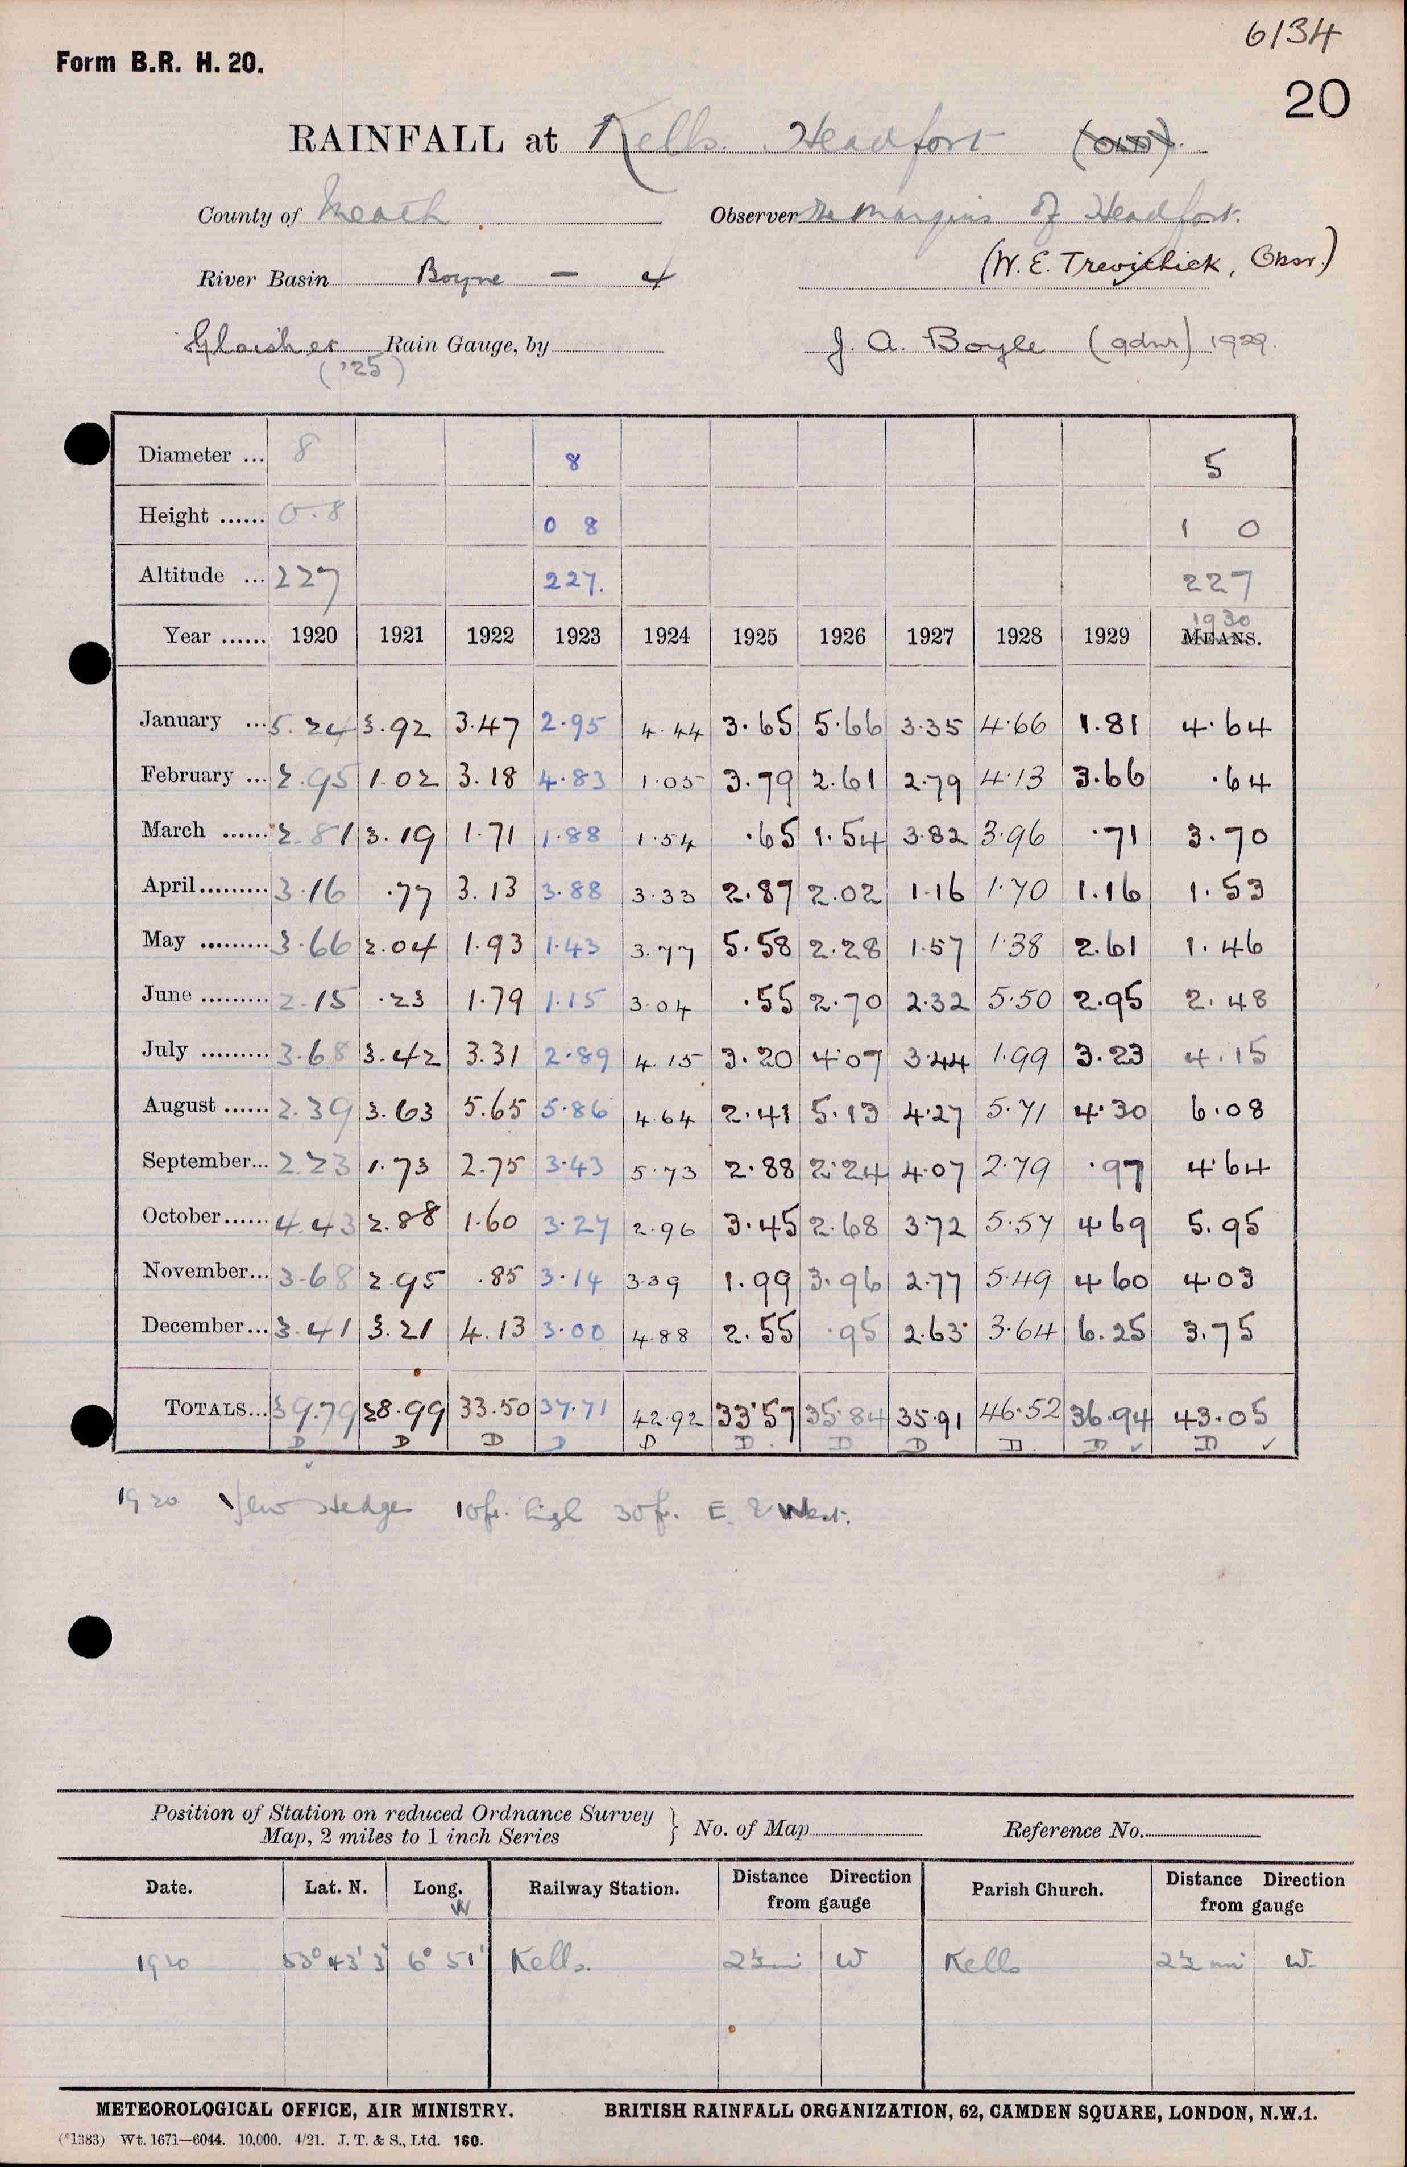 6134
Form B.R. H. 20.
20
RAINFALL at Kells. Headfort (Old).
County of Meath Observer The Marquis of Headfort.
River Basin Boyne — 4 (W. E. Trevithick, Obsr.)
Glaisher Rain Gauge, by J. A. Boyle (gdnr) 1929.
('25)
Diameter ... 8 8 5
Height ...... 0.8 0 8 1 0
Altitude ... 227 227. 227
1930
Year ...... 1920 1921 1922 1923 1924 1925 1926 1927 1928 1929 MEANS.
January ... 5.24 3.92 3.47 2.95 4.44 3.65 5.66 3.35 4.66 1.81 4.64
February ... 2.95 1.02 3.18 4.83 1.05 3.79 2.61 2.79 4.13 3.66 .64
March ...... 2.81 3.19 1.71 1.88 1.54 .65 1.54 3.82 3.96 .71 3.70
April......... 3.16 .77 3.13 3.88 3.33 2.87 2.02 1.16 1.70 1.16 1.53
May ......... 3.66 2.04 1.93 1.43 3.77 5.58 2.28 1.57 1.38 2.61 1.46
June ......... 2.15 .23 1.79 1.15 3.04 .55 2.70 2.32 5.50 2.95 2.48
July ......... 3.68 3.42 3.31 2.89 4.15 3.20 4.07 3.44 1.99 3.23 4.15
August ...... 2.39 3.63 5.65 5.86 4.64 2.41 5.13 4.27 5.71 4.30 6.08
September... 2.23 1.73 2.75 3.43 5.73 2.88 2.24 4.07 2.79 .97 4.64
October...... 4.43 2.88 1.60 3.27 2.96 3.45 2.68 3.72 5.57 4.69 5.95
November... 3.68 2.95 .85 3.14 3.39 1.99 3.96 2.77 5.49 4.60 4.03
December... 3.41 3.21 4.13 3.00 4.88 2.55 .95 2.63 3.64 6.25 3.75
TOTALS... 39.79 28.99 33.50 37.71 42.92 33.57 35.84 35.91 46.52 36.94 43.05
D D D D D D D D D D ✓ D ✓
✓
1920 Yew Hedges 10ft. high 30ft. E. & West.
Position of Station on reduced Ordnance Survey
Map, 2 miles to 1 inch Series } No. of Map Reference No.
Date. Lat. N. Long. W Railway Station. Distance Direction from gauge Parish Church. Distance Direction from gauge
1920 53° 43' 3" 6° 51' Kells. 2½ mi W Kells 2½ mi W.
METEOROLOGICAL OFFICE, AIR MINISTRY. BRITISH RAINFALL ORGANIZATION, 62, CAMDEN SQUARE, LONDON, N.W.1.
(*1383) Wt. 1671—6044. 10,000. 4/21. J. T. & S., Ltd. 160.